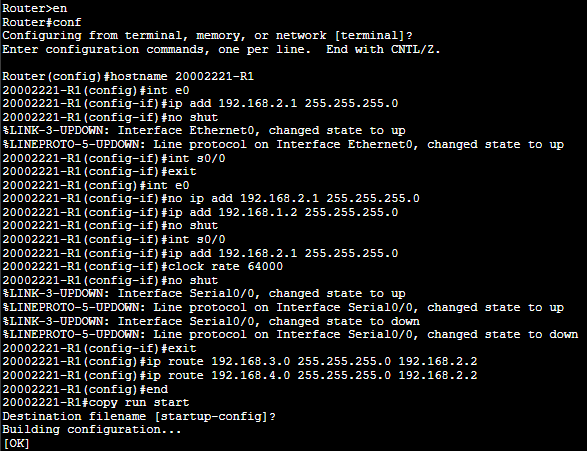 Router>en
Router#conf
Configuring from terminal, memory, or network [terminal]?
Enter configuration commands, one per line.  End with CNTL/Z.

Router(config)#hostname 20002221-R1
20002221-R1(config)#int e0
20002221-R1(config-if)#ip add 192.168.2.1 255.255.255.0
20002221-R1(config-if)#no shut
%LINK-3-UPDOWN: Interface Ethernet0, changed state to up
%LINEPROTO-5-UPDOWN: Line protocol on Interface Ethernet0, changed state to up
20002221-R1(config-if)#int s0/0
20002221-R1(config-if)#exit
20002221-R1(config)#int e0
20002221-R1(config-if)#no ip add 192.168.2.1 255.255.255.0
20002221-R1(config-if)#ip add 192.168.1.2 255.255.255.0
20002221-R1(config-if)#no shut
20002221-R1(config-if)#int s0/0
20002221-R1(config-if)#ip add 192.168.2.1 255.255.255.0
20002221-R1(config-if)#clock rate 64000
20002221-R1(config-if)#no shut
%LINK-3-UPDOWN: Interface Serial0/0, changed state to up
%LINEPROTO-5-UPDOWN: Line protocol on Interface Serial0/0, changed state to up
%LINK-3-UPDOWN: Interface Serial0/0, changed state to down
%LINEPROTO-5-UPDOWN: Line protocol on Interface Serial0/0, changed state to down
20002221-R1(config-if)#exit
20002221-R1(config)#ip route 192.168.3.0 255.255.255.0 192.168.2.2
20002221-R1(config)#ip route 192.168.4.0 255.255.255.0 192.168.2.2
20002221-R1(config)#end
20002221-R1#copy run start
Destination filename [startup-config]?
Building configuration...
[OK]